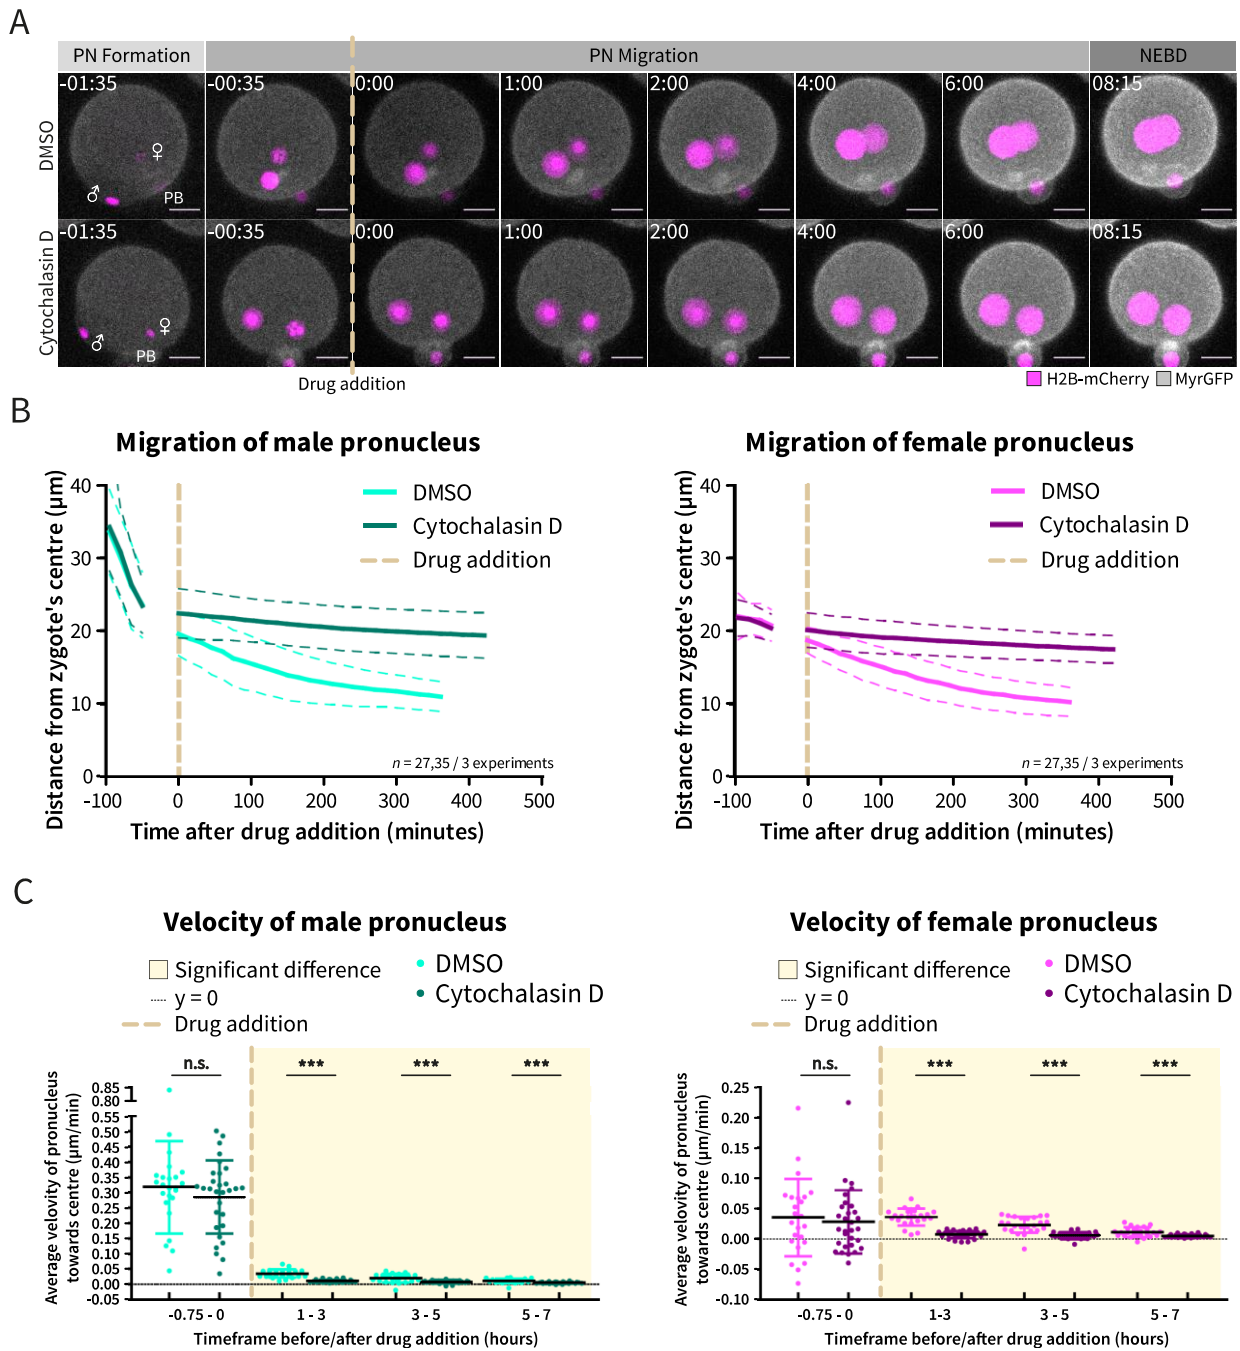 A
PN Formation
PN Migration
NEBD
DMSO
-01:35
-00:35
0:00
1:00
2:00
4:00
6:00
08:15
♀
♂
PB
Cytochalasin D
-01:35
-00:35
0:00
1:00
2:00
4:00
6:00
08:15
♀
♂
PB
Drug addition
H2B-mCherry
MyrGFP
B
Migration of male pronucleus
Distance from zygote's centre (µm)
40
30
20
10
0
DMSO
Cytochalasin D
Drug addition
n = 27,35 / 3 experiments
-100 0 100 200 300 400 500
Time after drug addition (minutes)
Migration of female pronucleus
Distance from zygote's centre (µm)
40
30
20
10
0
DMSO
Cytochalasin D
Drug addition
n = 27,35 / 3 experiments
-100 0 100 200 300 400 500
Time after drug addition (minutes)
C
Velocity of male pronucleus
Significant difference
y = 0
Drug addition
DMSO
Cytochalasin D
Average velovity of pronucleus
towards centre (µm/min)
0.85
0.80
0.55
0.50
0.45
0.40
0.35
0.30
0.25
0.20
0.15
0.10
0.05
0.00
-0.05
n.s. *** *** ***
-0.75 - 0 1 - 3 3 - 5 5 - 7
Timeframe before/after drug addition (hours)
Velocity of female pronucleus
Significant difference
y = 0
Drug addition
DMSO
Cytochalasin D
Average velovity of pronucleus
towards centre (µm/min)
0.25
0.20
0.15
0.10
0.05
0.00
-0.05
-0.10
n.s. *** *** ***
-0.75 - 0 1-3 3 - 5 5 - 7
Timeframe before/after drug addition (hours)